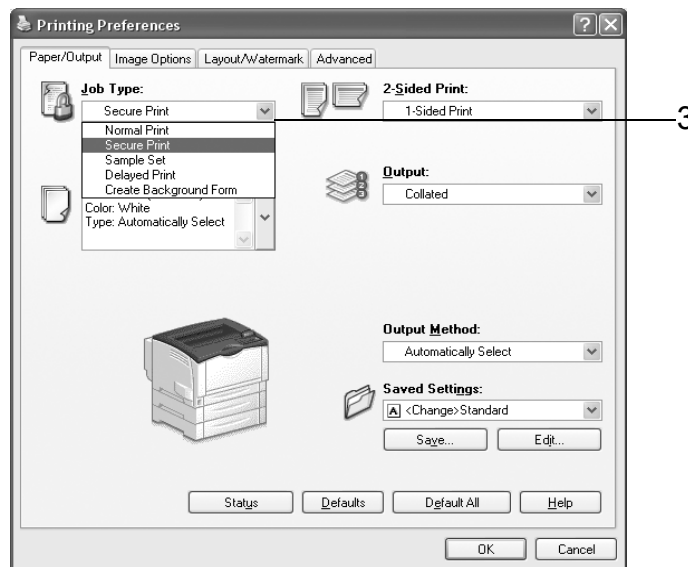 Printing Preferences
Paper/Output Image Options Layout/Watermark Advanced
Job Type:
Secure Print
Normal Print
Secure Print
Sample Set
Delayed Print
Create Background Form
Color: White
Type: Automatically Select
2-Sided Print:
1-Sided Print
3
Output:
Collated
Output Method:
Automatically Select
Saved Settings:
A <Change>Standard
Save... Edit...
Status Defaults Default All Help
OK Cancel